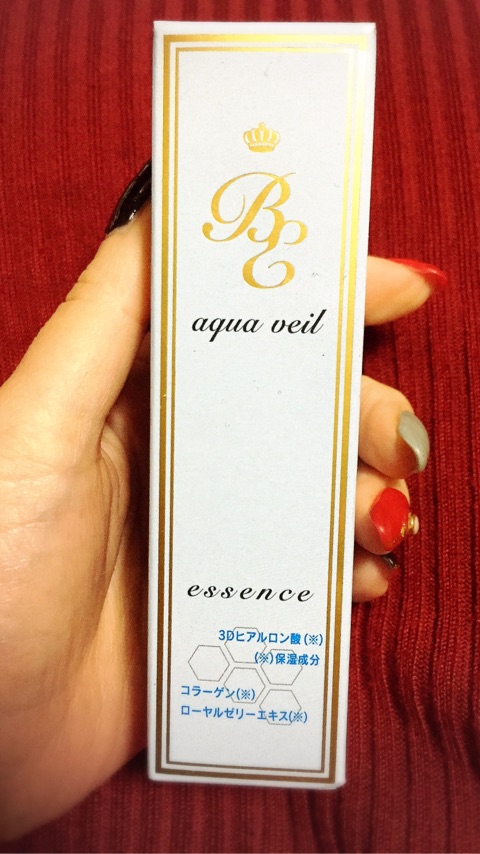 BE
aqua veil
essence
3Dヒアルロン酸(※)
(※)保湿成分
コラーゲン(※)
ローヤルゼリーエキス(※)